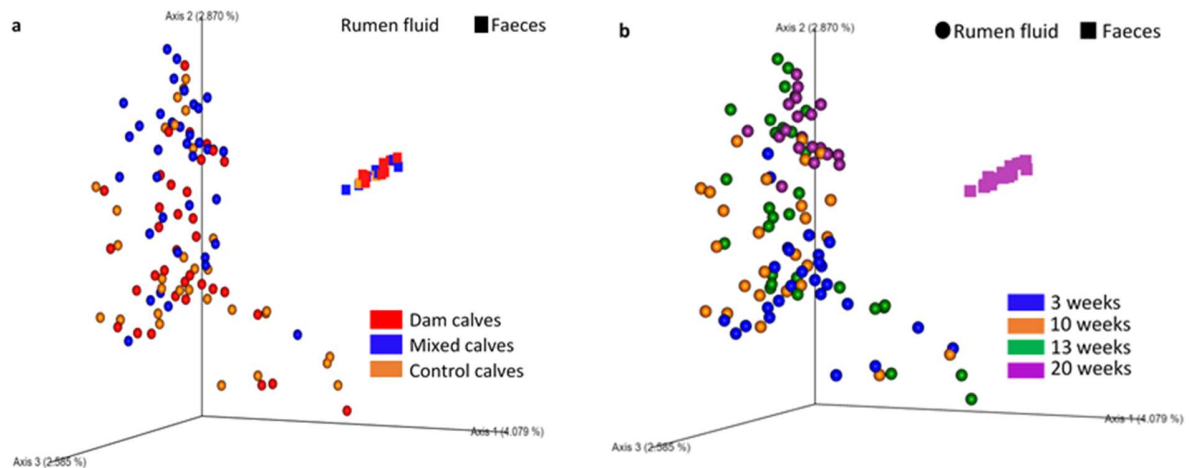 a
Axis 2 (2.870 %)
Rumen fluid
Faeces
Dam calves
Mixed calves
Control calves
Axis 1 (4.079 %)
Axis 3 (2.585 %)
b
Axis 2 (2.870 %)
Rumen fluid
Faeces
3 weeks
10 weeks
13 weeks
20 weeks
Axis 1 (4.079 %)
Axis 3 (2.585 %)